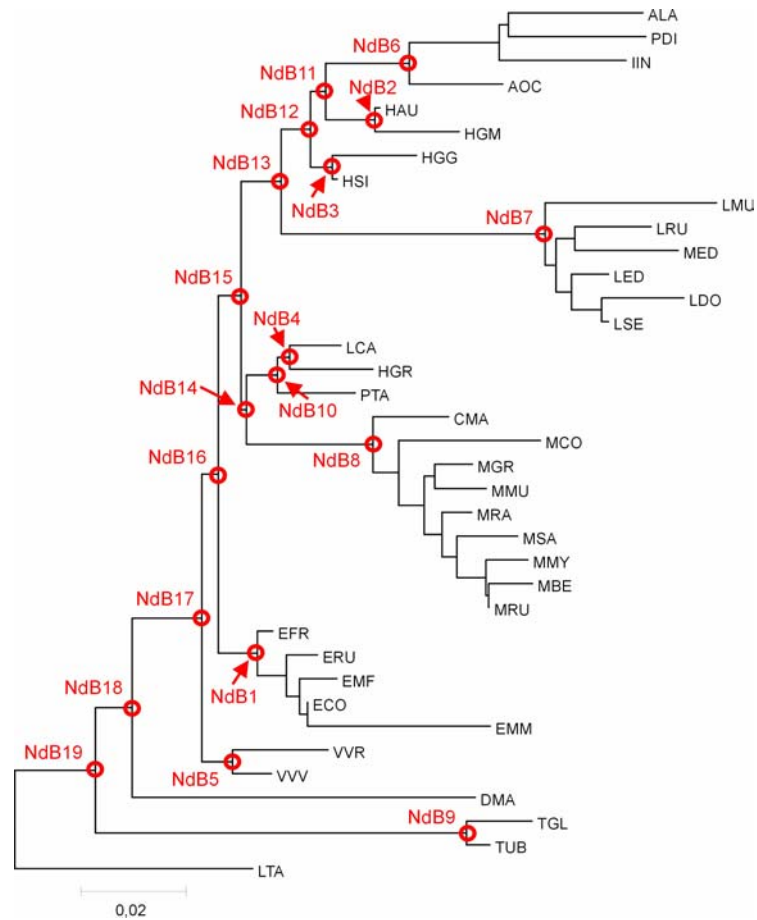 ALA
PDI
NdB6
IIN
NdB11
NdB2
AOC
NdB12
HAU
HGM
HGG
NdB13
HSI
NdB3
NdB7
LMU
LRU
MED
NdB15
LED
LDO
NdB4
LSE
LCA
NdB14
HGR
PTA
NdB10
CMA
NdB16
NdB8
MCO
MGR
MMU
MRA
MSA
MMY
MBE
NdB17
MRU
EFR
ERU
NdB18
NdB1
EMF
ECO
EMM
NdB19
VVR
NdB5
VVV
DMA
NdB9
TGL
TUB
LTA
0,02